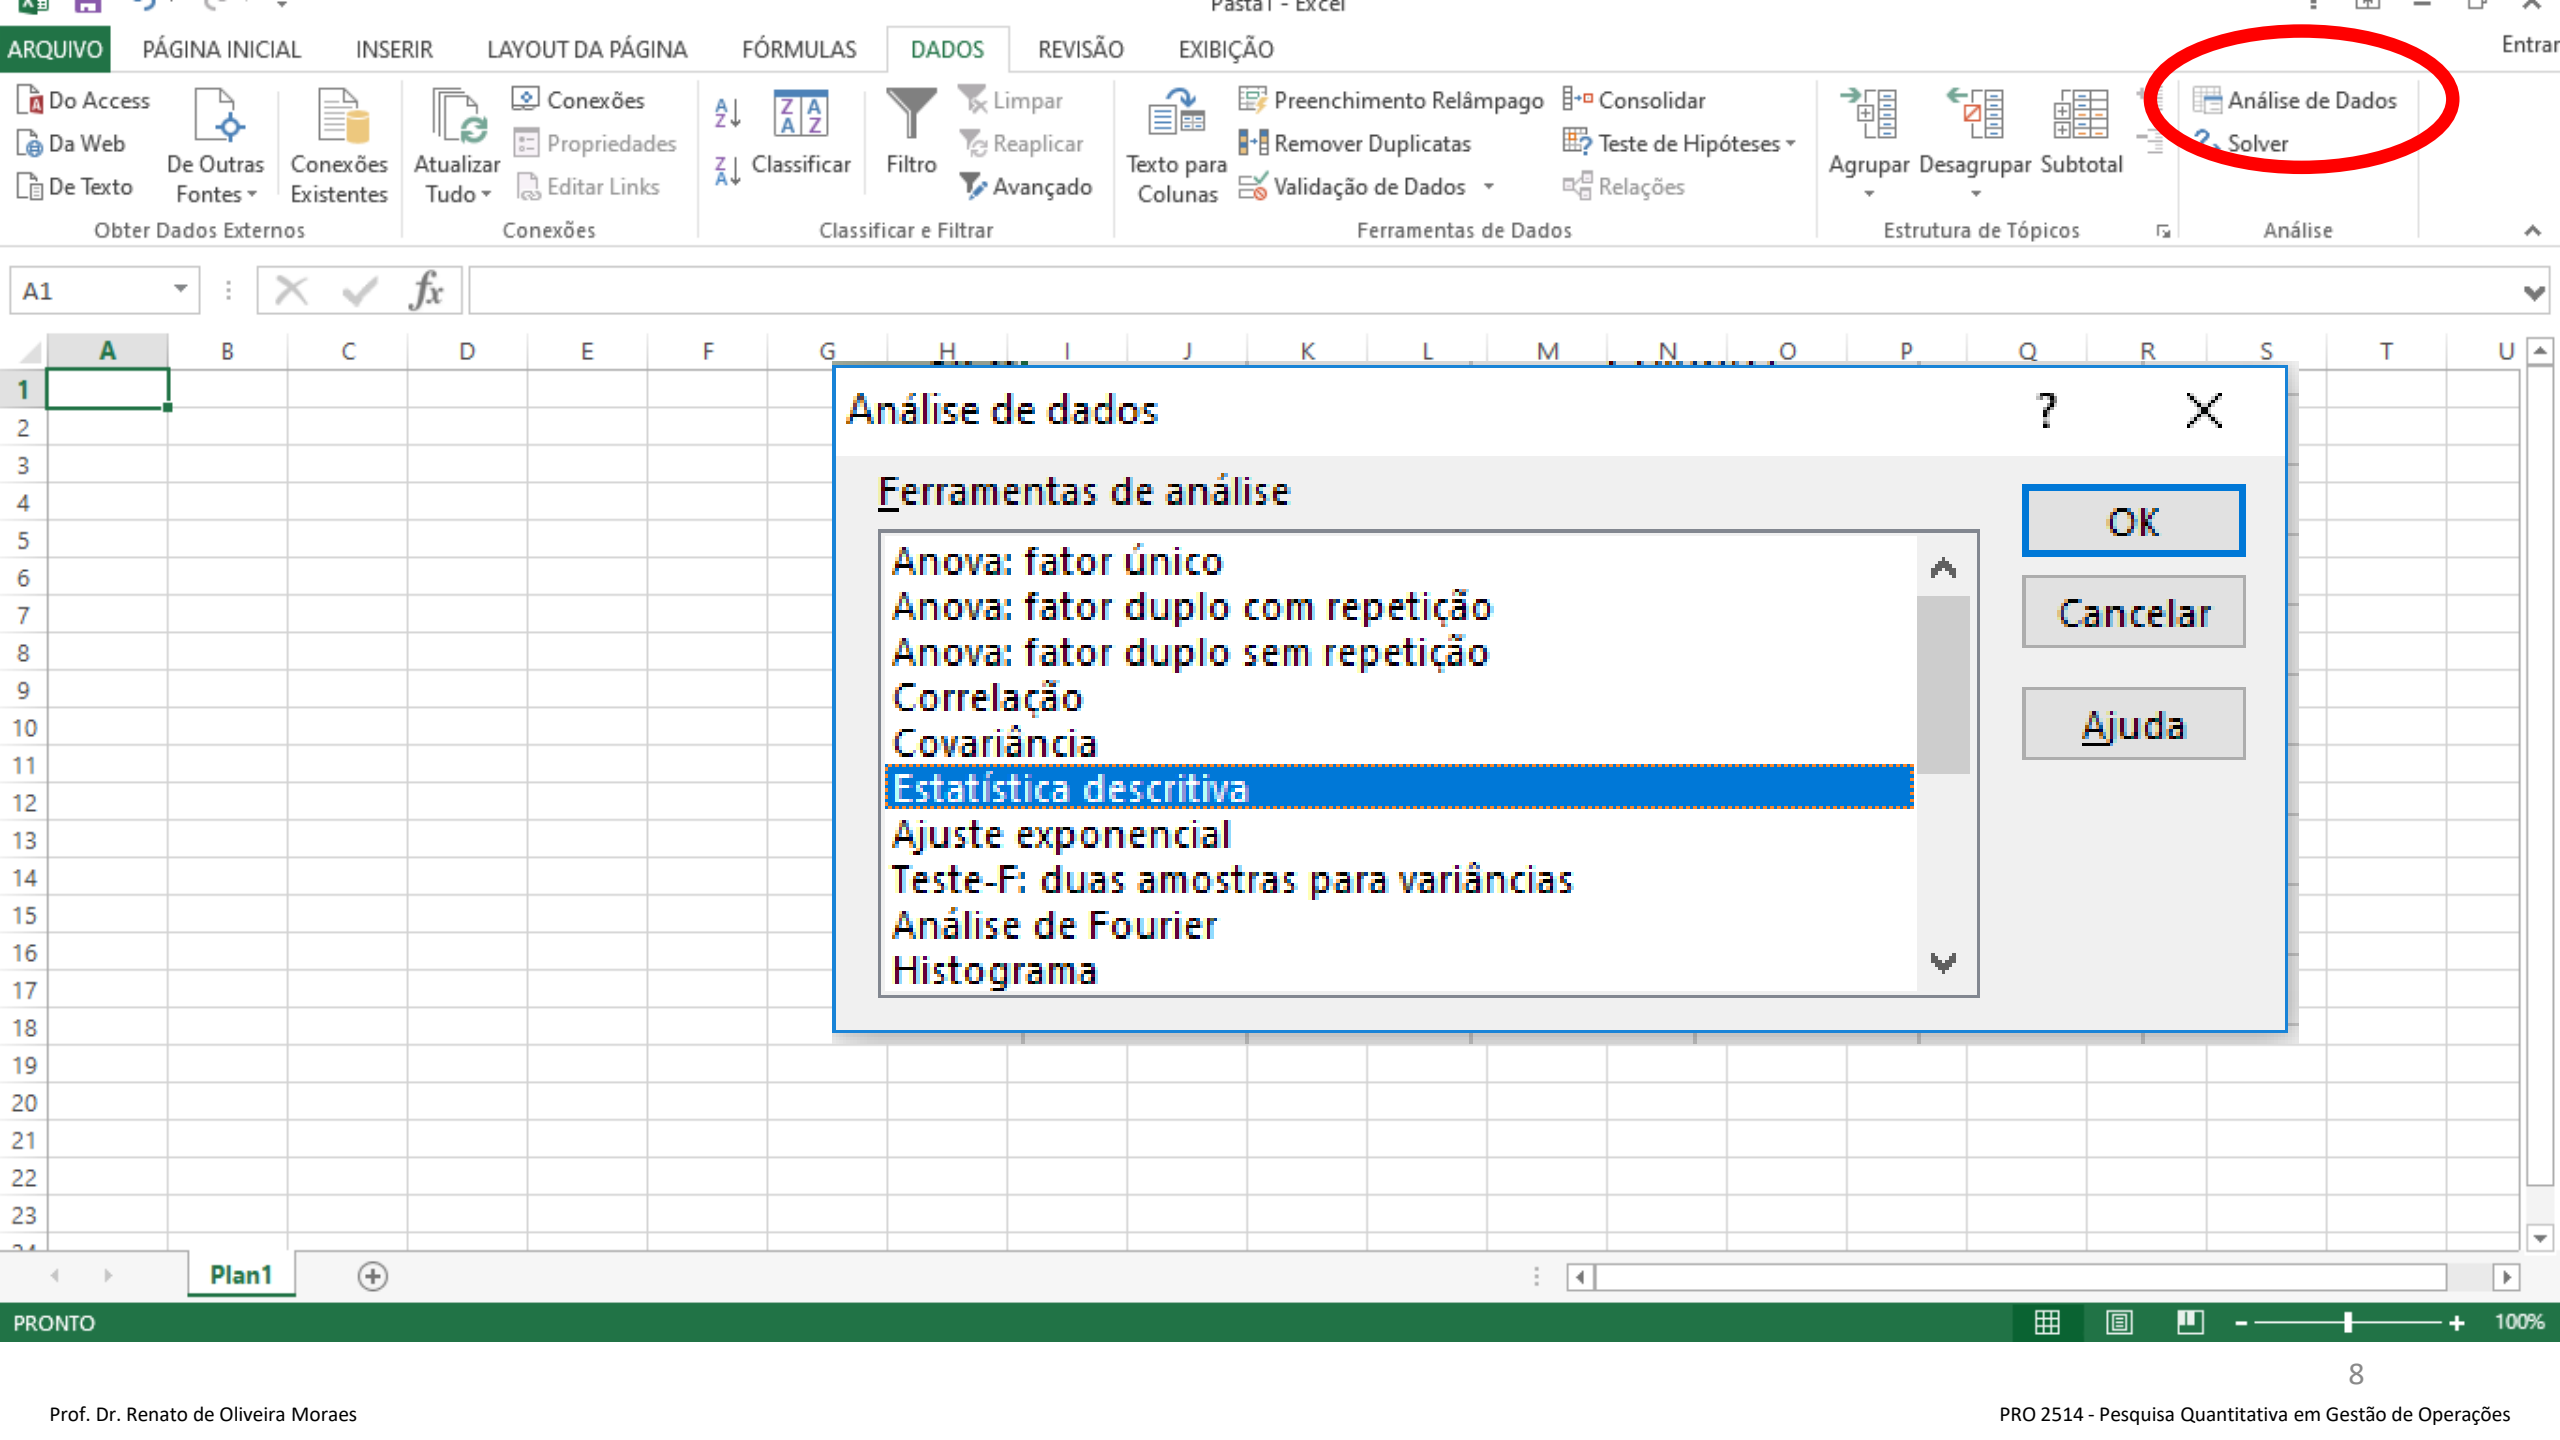 Pasta1 - Excel
ARQUIVO PÁGINA INICIAL INSERIR LAYOUT DA PÁGINA FÓRMULAS DADOS REVISÃO EXIBIÇÃO Entrar
Do Access
Da Web
De Texto
De Outras
Fontes
Conexões
Existentes
Obter Dados Externos
Atualizar
Tudo
Conexões
Propriedades
Editar Links
Conexões
Classificar
Filtro
Limpar
Reaplicar
Avançado
Classificar e Filtrar
Texto para
Colunas
Preenchimento Relâmpago
Remover Duplicatas
Validação de Dados
Consolidar
Teste de Hipóteses
Relações
Ferramentas de Dados
Agrupar Desagrupar Subtotal
Estrutura de Tópicos
Análise de Dados
Solver
Análise
A1 fx
A B C D E F G H I J K L M N O P Q R S T U
1
2
3
4
5
6
7
8
9
10
11
12
13
14
15
16
17
18
19
20
21
22
23
24
Análise de dados ?
Ferramentas de análise
Anova: fator único
Anova: fator duplo com repetição
Anova: fator duplo sem repetição
Correlação
Covariância
Estatística descritiva
Ajuste exponencial
Teste-F: duas amostras para variâncias
Análise de Fourier
Histograma
OK
Cancelar
Ajuda
Plan1
PRONTO 100%
8
Prof. Dr. Renato de Oliveira Moraes
PRO 2514 - Pesquisa Quantitativa em Gestão de Operações